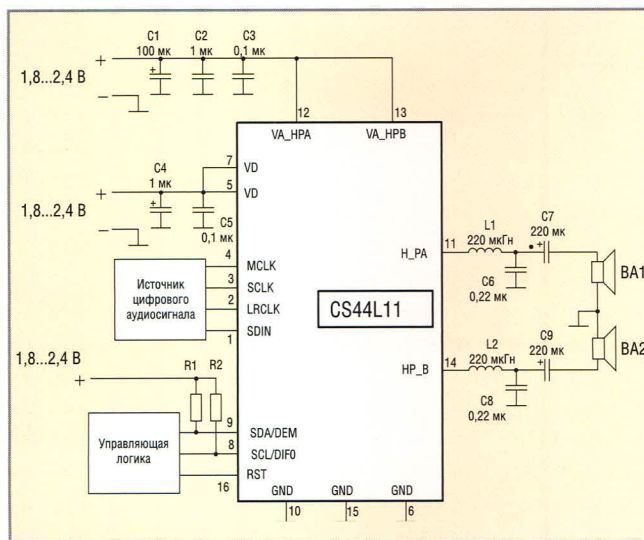 C1
100 мк
C2
1 мк
C3
0,1 мк
+
1,8...2,4 В
–
+
12
13
VA_HPA
VA_HPB
C4
1 мк
+
1,8...2,4 В
–
+
C5
0,1 мк
7
VD
5
VD
Источник
цифрового
аудиосигнала
4
MCLK
3
SCLK
2
LRCLK
1
SDIN
CS44L11
11
H_PA
L1
220 мкГн
C7
220 мк
+
C6
0,22 мк
BA1
14
HP_B
L2
220 мкГн
C9
220 мк
+
C8
0,22 мк
BA2
1,8...2,4 В
+
R1
R2
Управляющая
логика
9
SDA/DEM
8
SCL/DIF0
16
RST
GND
GND
GND
10
15
6